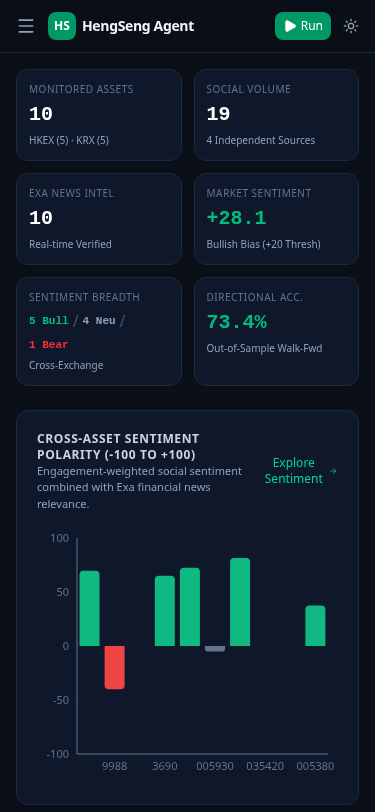 HS HengSeng Agent Run
MONITORED ASSETS
10
HKEX (5) · KRX (5)
SOCIAL VOLUME
19
4 Independent Sources
EXA NEWS INTEL
10
Real-time Verified
MARKET SENTIMENT
+28.1
Bullish Bias (+20 Thresh)
SENTIMENT BREADTH
5 Bull / 4 Neu /
1 Bear
Cross-Exchange
DIRECTIONAL ACC.
73.4%
Out-of-Sample Walk-Fwd
CROSS-ASSET SENTIMENT
POLARITY (-100 TO +100)
Engagement-weighted social sentiment
combined with Exa financial news
relevance.
Explore
Sentiment →
100
50
0
-50
-100
9988 3690 005930 035420 005380